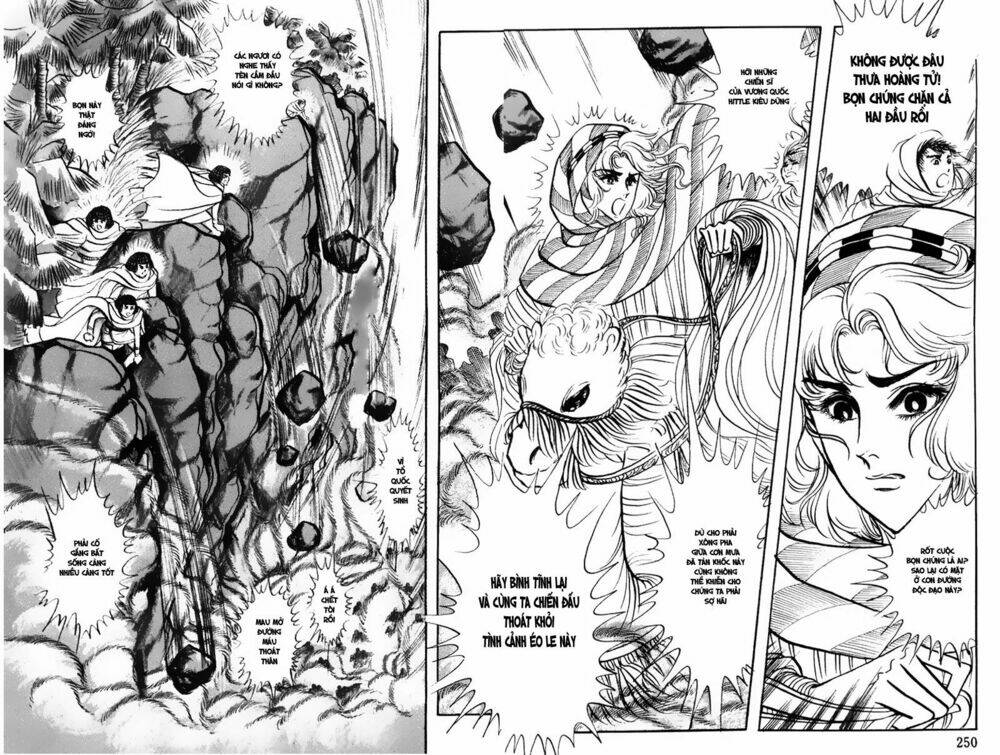 KHÔNG ĐƯỢC ĐÂU
THƯA HOÀNG TỬ!
BỌN CHÚNG CHẶN CẢ
HAI ĐẦU RỒI
RỐT CUỘC
BỌN CHÚNG LÀ AI?
SAO LẠI CÓ MẶT
Ở CON ĐƯỜNG
ĐỘC ĐẠO NÀY?
HỠI NHỮNG
CHIẾN SĨ
CỦA VƯƠNG QUỐC
HITTLE KIÊU DŨNG
DÙ CHO PHẢI
XÔNG PHA
GIỮA CƠN MƯA
ĐÁ TÀN KHỐC NÀY
CŨNG KHÔNG
THỂ KHIẾN CHO
CHÚNG TA PHẢI
SỢ HÃI
HÃY BÌNH TĨNH LẠI
VÀ CÙNG TA CHIẾN ĐẤU
THOÁT KHỎI
TÌNH CẢNH ÉO LE NÀY
CÁC NGƯƠI CÓ
NGHE THẤY
TÊN CẦM ĐẦU
NÓI GÌ KHÔNG?
BỌN NÀY
THẬT
ĐÁNG
NGỜ!
VÌ
TỔ QUỐC
QUYẾT
SINH
Á Á
CHẾT
TÔI
RỒI
MAU MỞ
ĐƯỜNG
MÁU
THOÁT
THÂN
PHẢI CỐ
GẮNG BẮT
SỐNG CÀNG
NHIỀU CÀNG TỐT
250